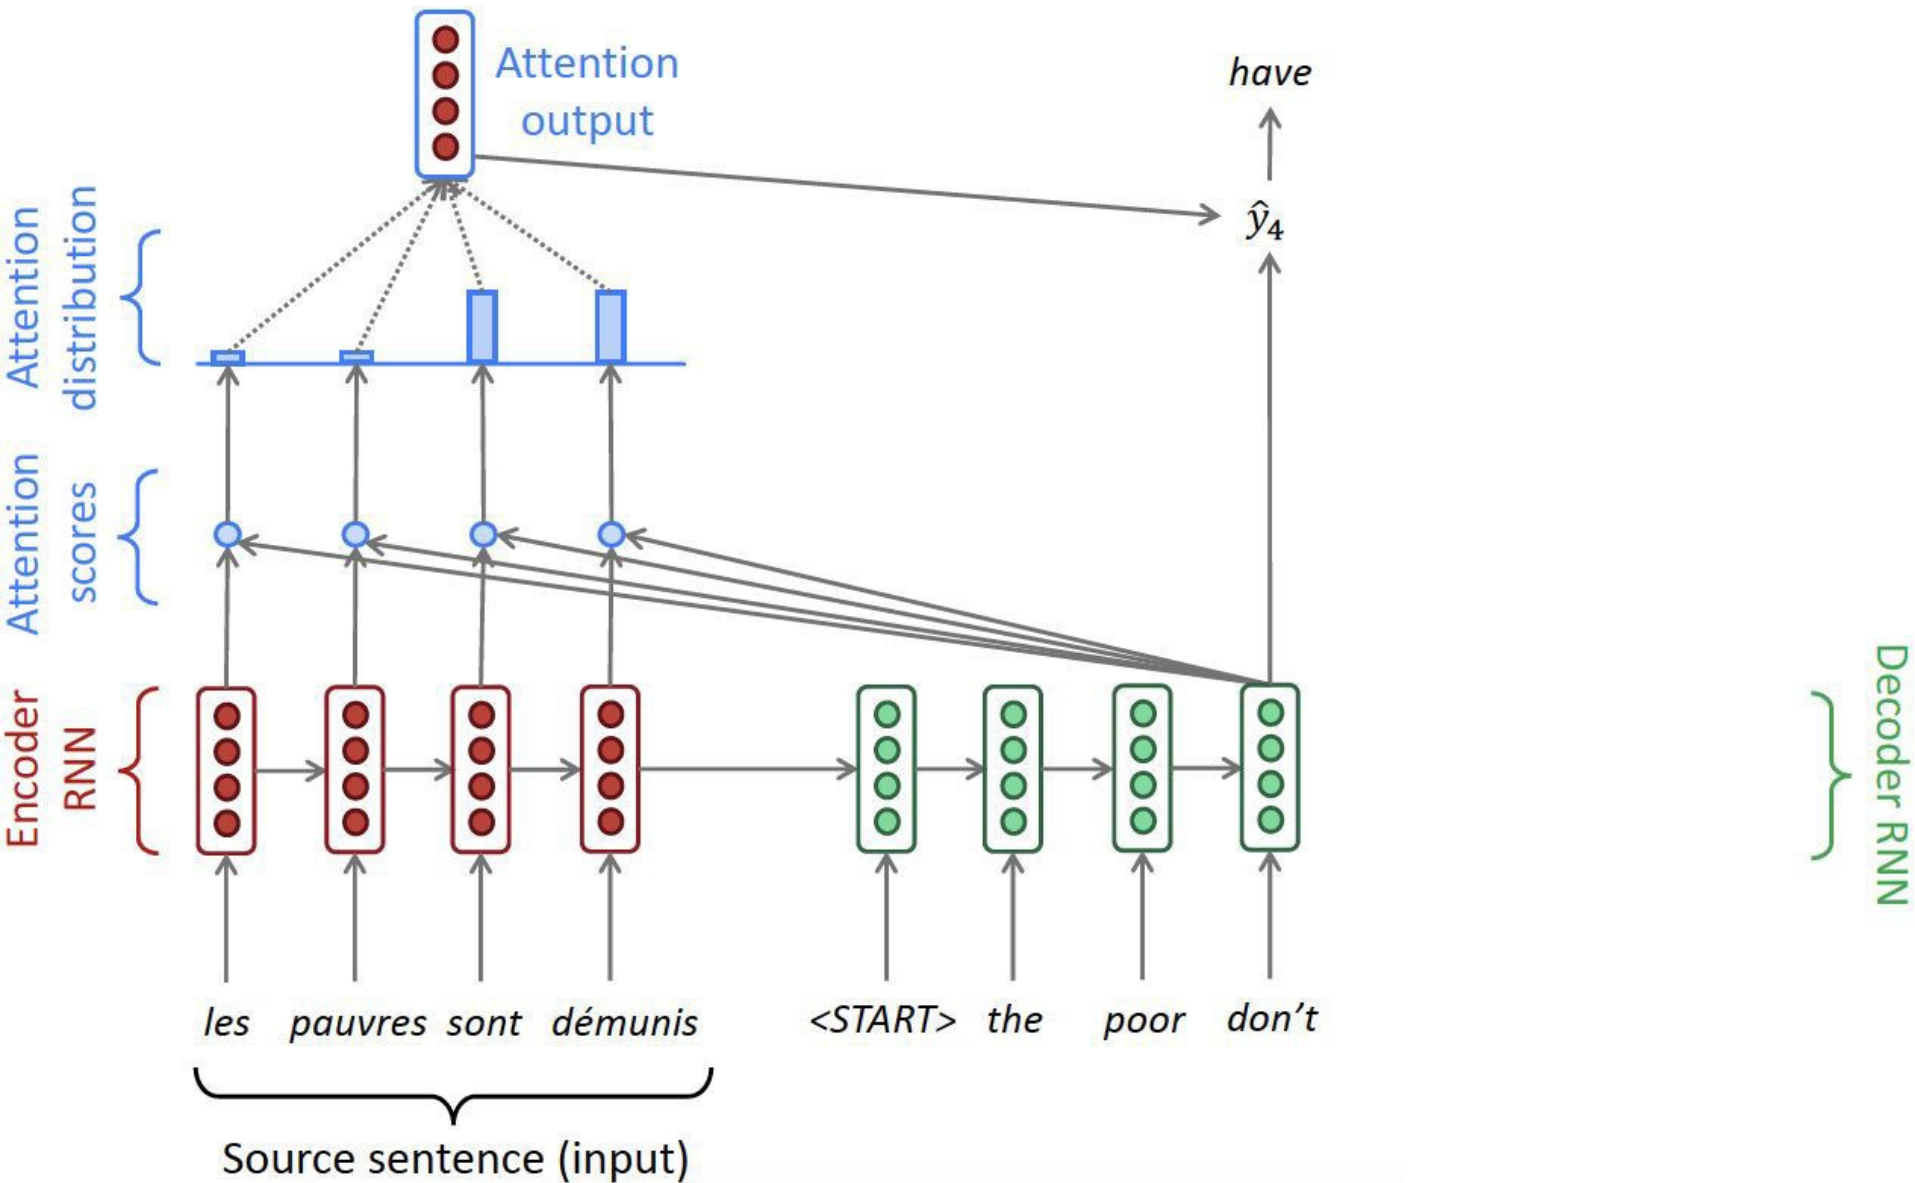 Attention
output
have
ŷ₄
Attention
distribution
Attention
scores
Encoder
RNN
Decoder RNN
les pauvres sont démunis
<START> the poor don't
Source sentence (input)